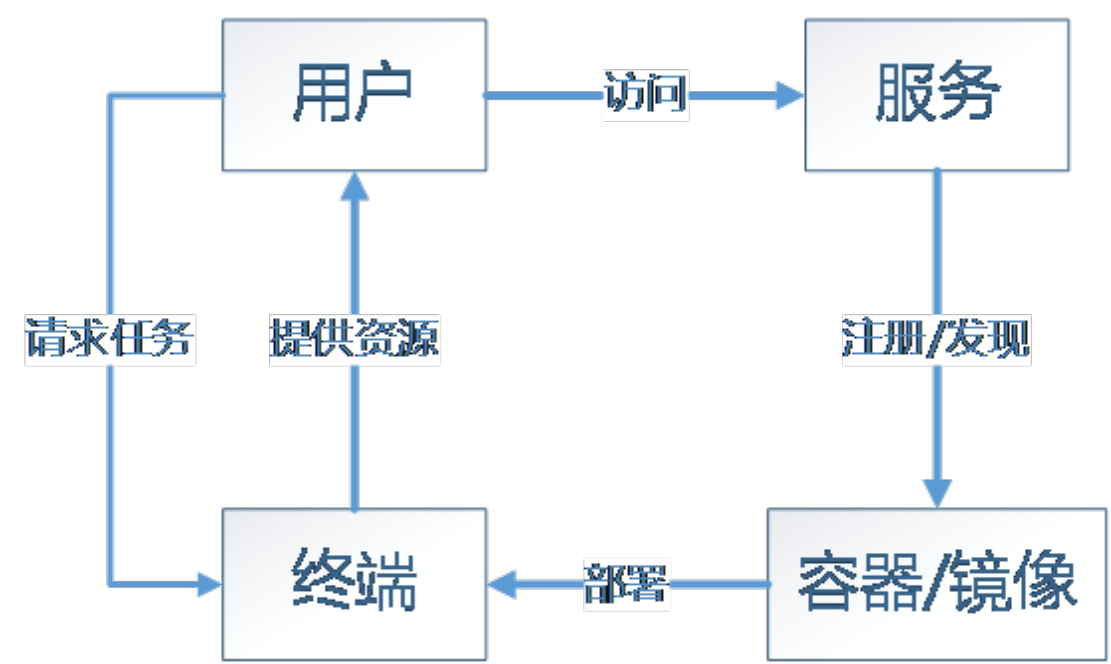 用户
访问
服务
请求任务
提供资源
注册/发现
终端
部署
容器/镜像